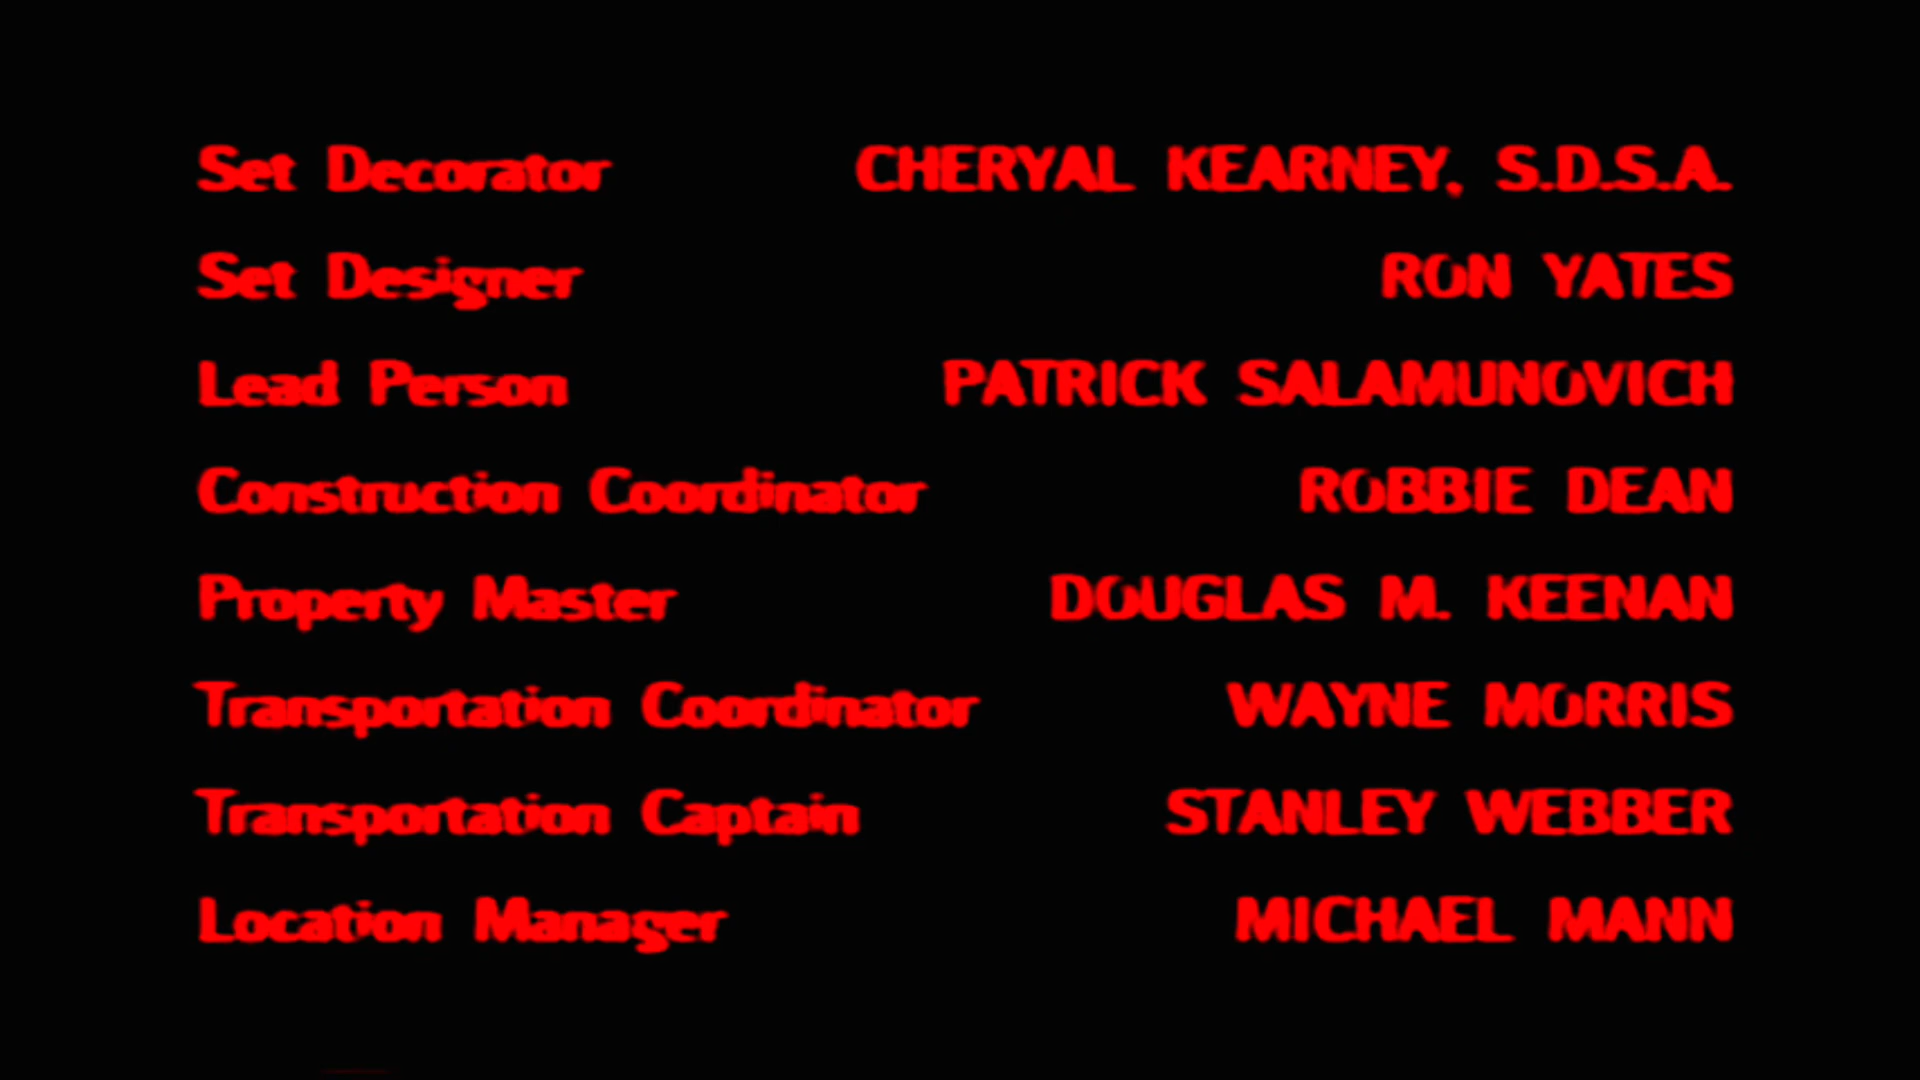 Set Decorator CHERYAL KEARNEY, S.D.S.A.
Set Designer RON YATES
Lead Person PATRICK SALAMUNOVICH
Construction Coordinator ROBBIE DEAN
Property Master DOUGLAS M. KEENAN
Transportation Coordinator WAYNE MORRIS
Transportation Captain STANLEY WEBBER
Location Manager MICHAEL MANN